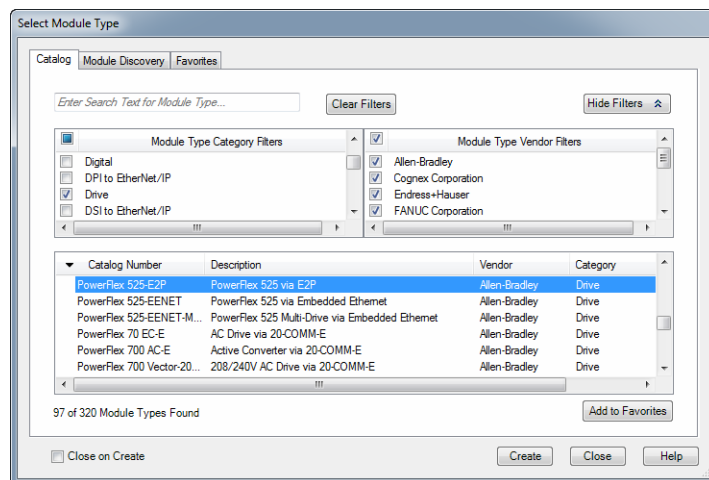 Select Module Type
Catalog Module Discovery Favorites
Enter Search Text for Module Type... Clear Filters Hide Filters
Module Type Category Filters Module Type Vendor Filters
Digital Allen-Bradley
DPI to EtherNet/IP Cognex Corporation
Drive Endress+Hauser
DSI to EtherNet/IP FANUC Corporation
Catalog Number Description Vendor Category
PowerFlex 525-E2P PowerFlex 525 via E2P Allen-Bradley Drive
PowerFlex 525-EENET PowerFlex 525 via Embedded Ethernet Allen-Bradley Drive
PowerFlex 525-EENET-M... PowerFlex 525 Multi-Drive via Embedded Ethernet Allen-Bradley Drive
PowerFlex 70 EC-E AC Drive via 20-COMM-E Allen-Bradley Drive
PowerFlex 700 AC-E Active Converter via 20-COMM-E Allen-Bradley Drive
PowerFlex 700 Vector-20... 208/240V AC Drive via 20-COMM-E Allen-Bradley Drive
97 of 320 Module Types Found Add to Favorites
Close on Create Create Close Help